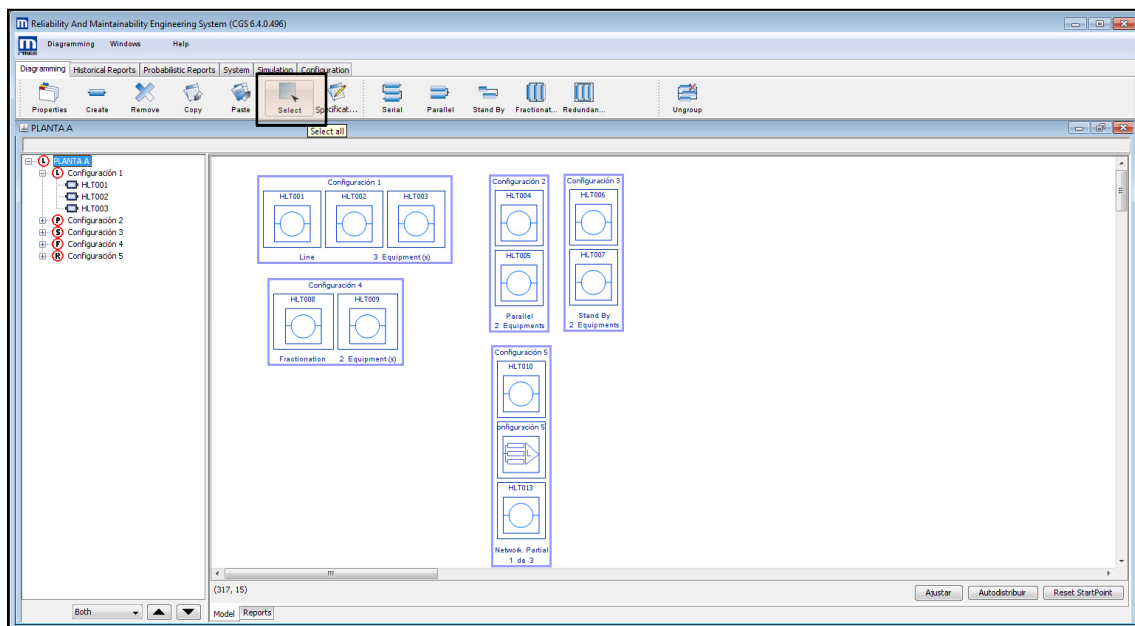 Reliability And Maintainability Engineering System (CGS 6.4.0.496)
Diagramming Windows Help
Diagramming Historical Reports Probabilistic Reports System Simulation Configuration
Properties Create Remove Copy Paste Select Specificat... Serial Parallel Stand By Fractionat... Redundan... Ungroup
Select all
PLANTA A
PLANTA A
Configuración 1
HLT001
HLT002
HLT003
Configuración 2
Configuración 3
Configuración 4
Configuración 5
Configuración 1
HLT001 HLT002 HLT003
Line 3 Equipment(s)
Configuración 2
HLT004
HLT005
Parallel
2 Equipments
Configuración 3
HLT006
HLT007
Stand By
2 Equipments
Configuración 4
HLT008 HLT009
Fractionation 2 Equipment(s)
Configuración 5
HLT010
onfiguración 5
L
HLT013
Network. Partial
1 de 3
(317, 15)
Ajustar Autodistribuir Reset StartPoint
Both
Model Reports